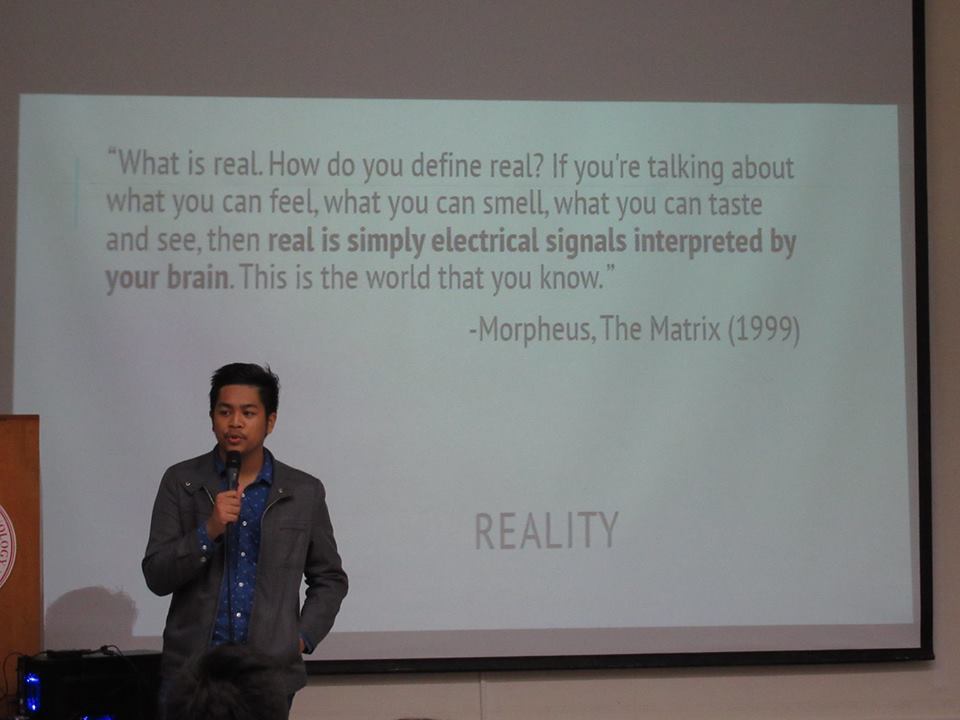 “What is real. How do you define real? If you're talking about
what you can feel, what you can smell, what you can taste
and see, then real is simply electrical signals interpreted by
your brain. This is the world that you know.”
-Morpheus, The Matrix (1999)
REALITY
OLOGY